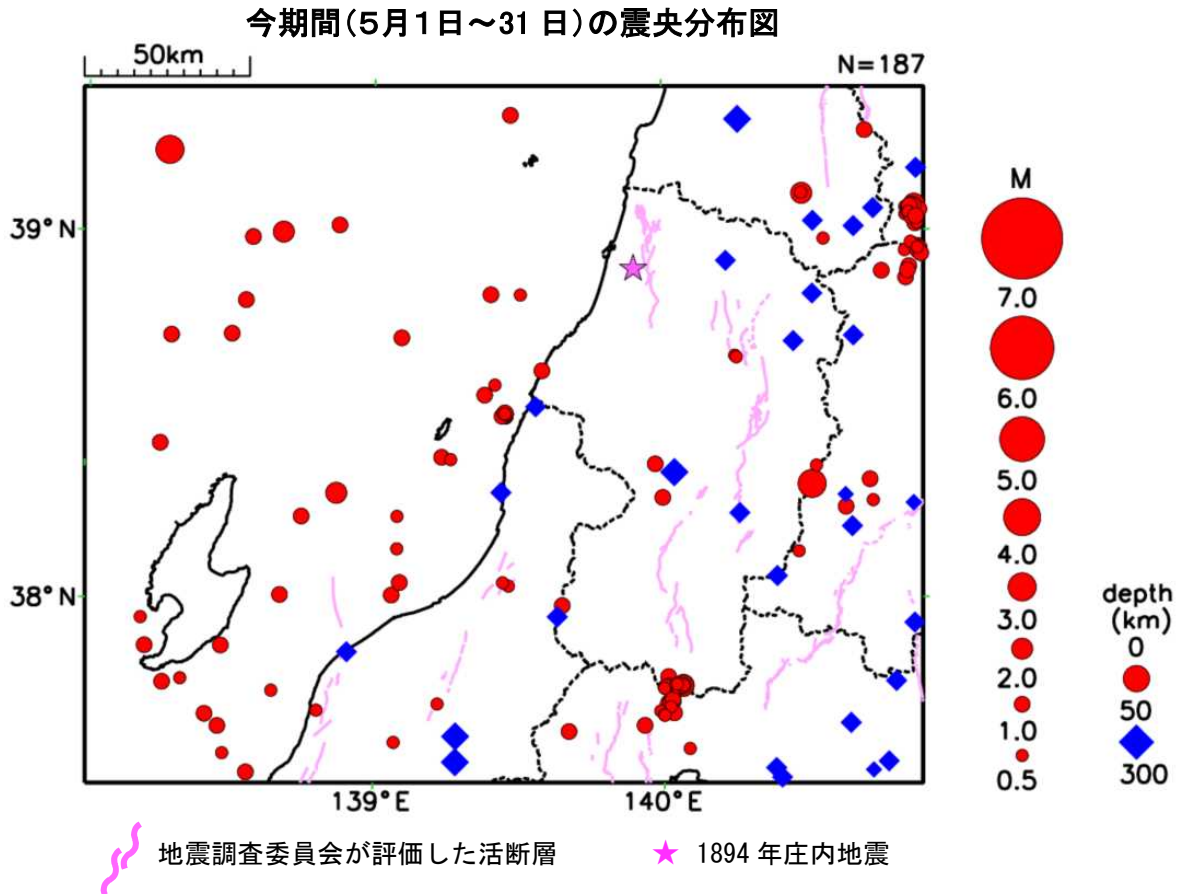 今期間(５月１日～31 日)の震央分布図
50km
N=187
39°N
38°N
139°E
140°E
M
7.0
6.0
5.0
4.0
3.0
2.0
1.0
0.5
depth
(km)
0
50
300
地震調査委員会が評価した活断層
1894 年庄内地震